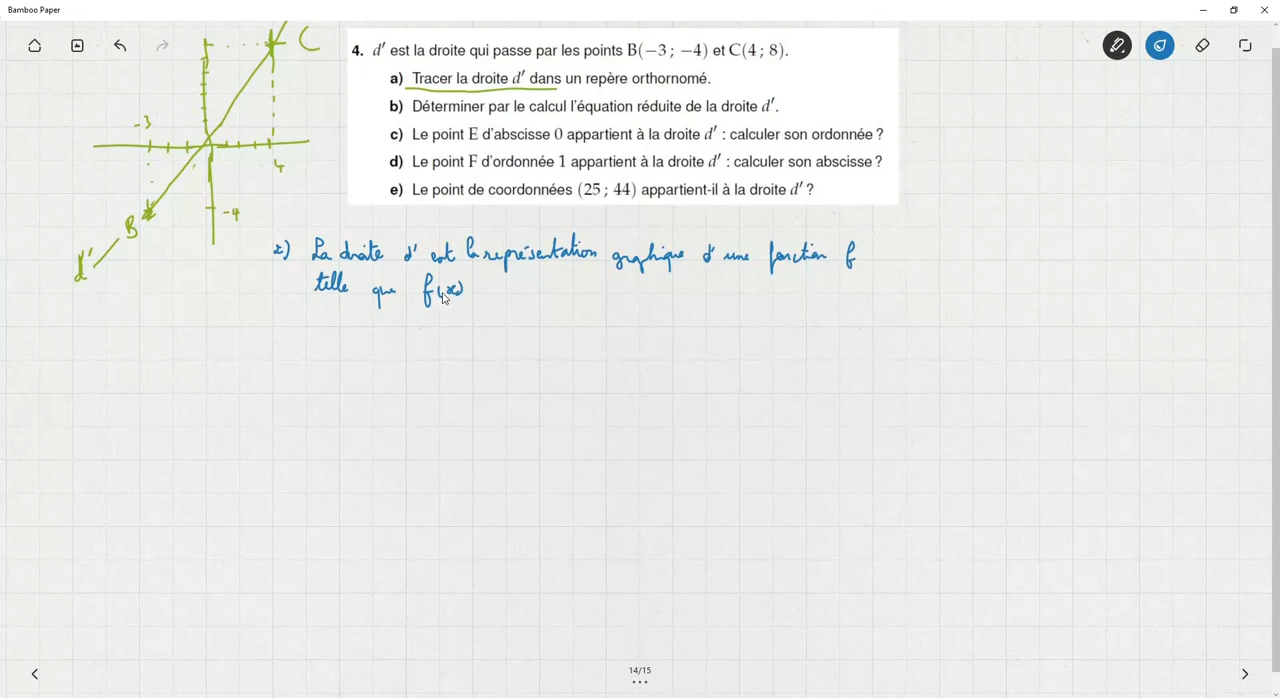 Bamboo Paper
C
4. d' est la droite qui passe par les points B(−3 ; −4) et C(4 ; 8).
a) Tracer la droite d' dans un repère orthornomé.
b) Déterminer par le calcul l'équation réduite de la droite d'.
-3
c) Le point E d'abscisse 0 appartient à la droite d' : calculer son ordonnée ?
4
d) Le point F d'ordonnée 1 appartient à la droite d' : calculer son abscisse ?
e) Le point de coordonnées (25 ; 44) appartient-il à la droite d' ?
-4
B
d'
2) La droite d' est la représentation graphique d'une fonction f
telle que f(x)
14/15